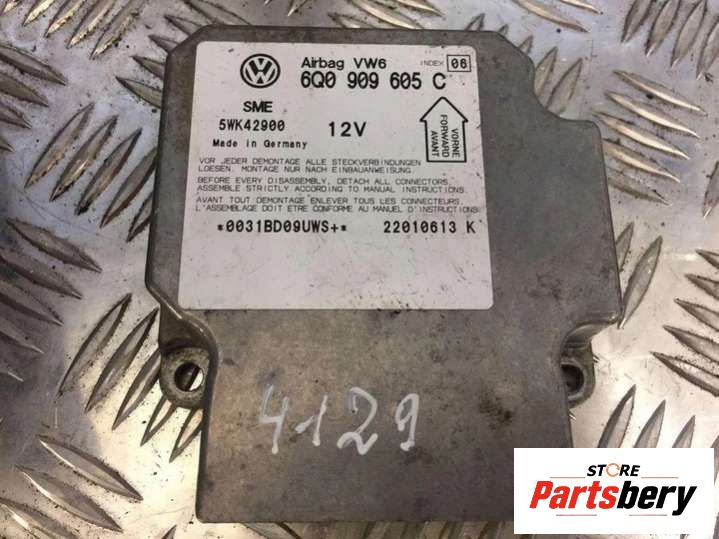 Airbag VW6
INDEX 06
6Q0 909 605 C
SME
5WK42900
12V
Made in Germany
VORNE
FORWARD
AVANT
VOR JEDER DEMONTAGE ALLE STECKVERBINDUNGEN
LOESEN. MONTAGE NUR NACH EINBAUANWEISUNG.
BEFORE EVERY DISASSEMBLY, DETACH ALL CONNECTORS.
ASSEMBLE STRICTLY ACCORDING TO MANUAL INSTRUCTIONS.
AVANT TOUT DEMONTAGE ENLEVER TOUS LES CONNECTEURS.
L'ASSEMBLAGE DOIT ETRE CONFORME AU MANUEL D'INSTRUCTIONS.
*0031BD09UWS+* 22010613 K
4129
STORE
Partsbery